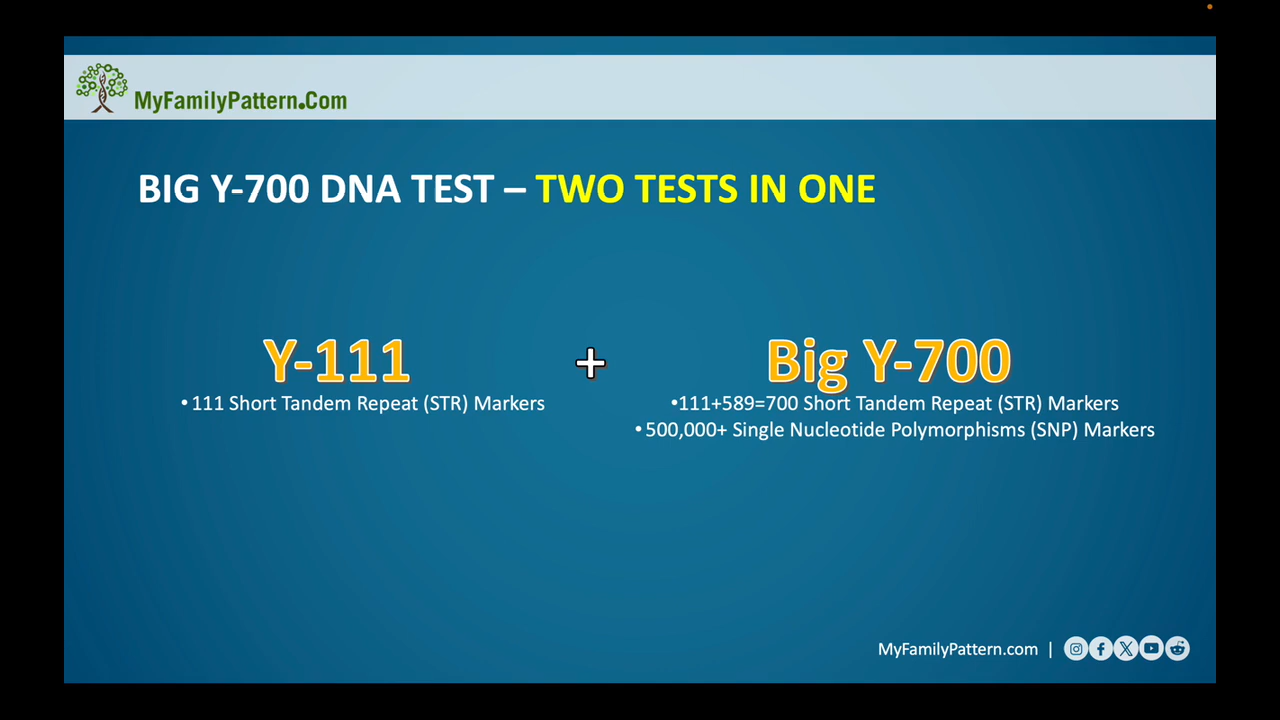 MyFamilyPattern.Com
BIG Y-700 DNA TEST – TWO TESTS IN ONE
Y-111
• 111 Short Tandem Repeat (STR) Markers
+
Big Y-700
•111+589=700 Short Tandem Repeat (STR) Markers
• 500,000+ Single Nucleotide Polymorphisms (SNP) Markers
MyFamilyPattern.com |